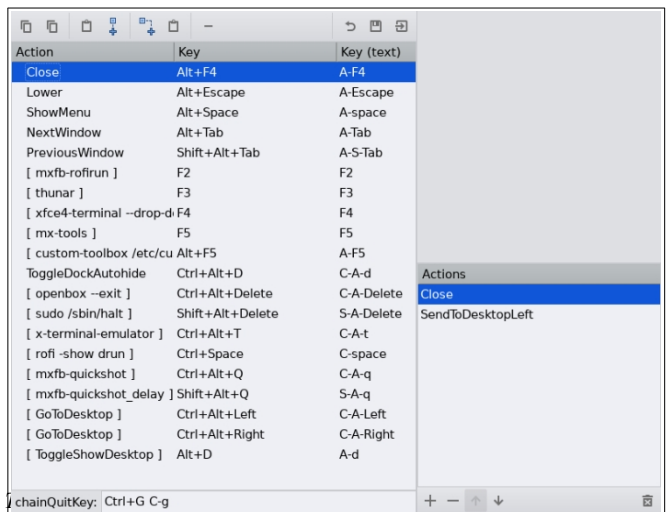 Action Key Key (text)
Close Alt+F4 A-F4
Lower Alt+Escape A-Escape
ShowMenu Alt+Space A-space
NextWindow Alt+Tab A-Tab
PreviousWindow Shift+Alt+Tab A-S-Tab
[ mxfb-rofirun ] F2 F2
[ thunar ] F3 F3
[ xfce4-terminal --drop-d F4 F4
[ mx-tools ] F5 F5
[ custom-toolbox /etc/cu Alt+F5 A-F5
ToggleDockAutohide Ctrl+Alt+D C-A-d
[ openbox --exit ] Ctrl+Alt+Delete C-A-Delete
[ sudo /sbin/halt ] Shift+Alt+Delete S-A-Delete
[ x-terminal-emulator ] Ctrl+Alt+T C-A-t
[ rofi -show drun ] Ctrl+Space C-space
[ mxfb-quickshot ] Ctrl+Alt+Q C-A-q
[ mxfb-quickshot_delay ] Shift+Alt+Q S-A-q
[ GoToDesktop ] Ctrl+Alt+Left C-A-Left
[ GoToDesktop ] Ctrl+Alt+Right C-A-Right
[ ToggleShowDesktop ] Alt+D A-d
chainQuitKey: Ctrl+G C-g
Actions
Close
SendToDesktopLeft